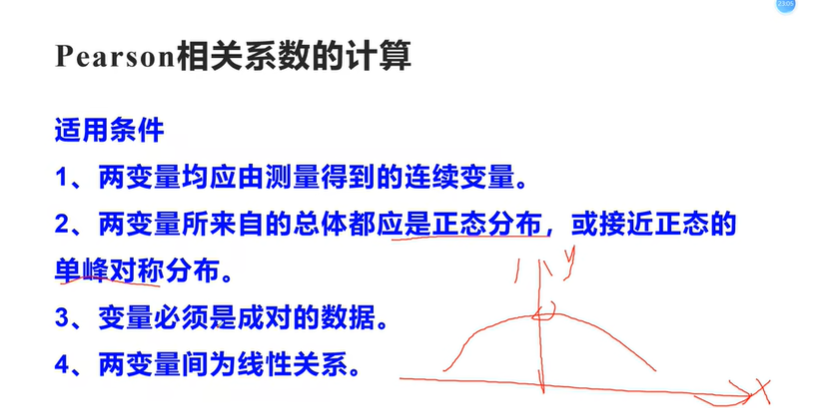 23:05
Pearson相关系数的计算
适用条件
1、两变量均应由测量得到的连续变量。
2、两变量所来自的总体都应是正态分布，或接近正态的
单峰对称分布。
3、变量必须是成对的数据。
4、两变量间为线性关系。
y
x